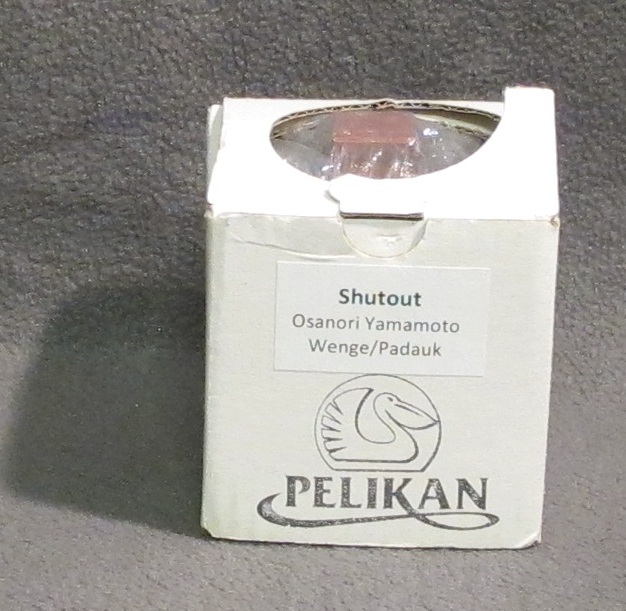 Shutout
Osanori Yamamoto
Wenge/Padauk
PELIKAN